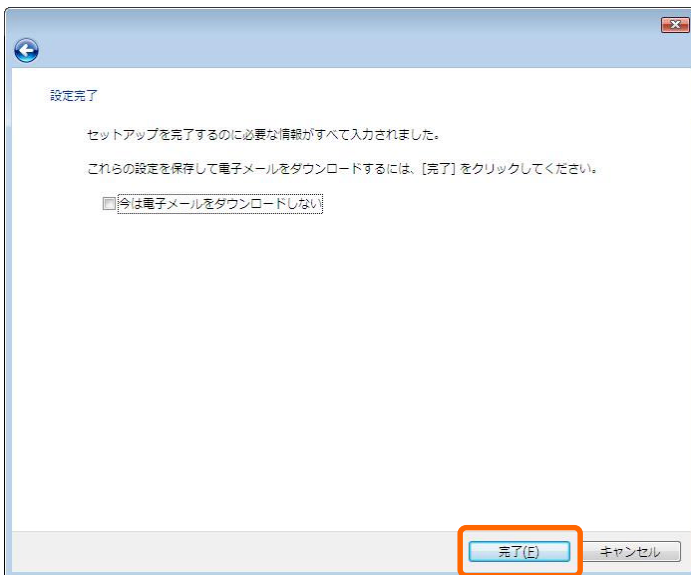 設定完了
セットアップを完了するのに必要な情報がすべて入力されました。
これらの設定を保存して電子メールをダウンロードするには、[完了] をクリックしてください。
今は電子メールをダウンロードしない
完了(F)
キャンセル